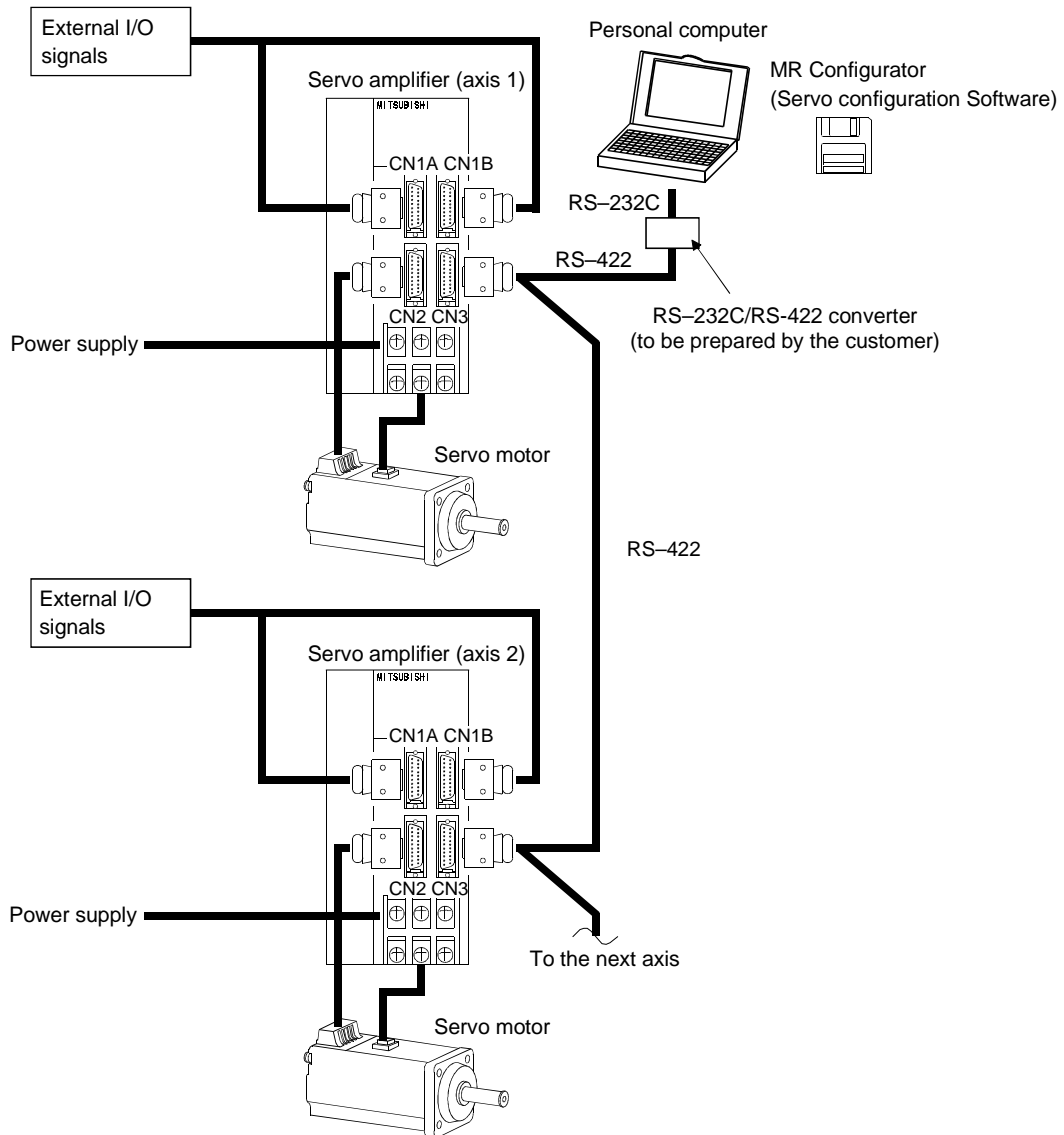 External I/O
signals
Personal computer
MR Configurator
(Servo configuration Software)
Servo amplifier (axis 1)
MITSUBISHI
CN1A CN1B
RS–232C
RS–422
CN2 CN3
RS–232C/RS-422 converter
(to be prepared by the customer)
Power supply
Servo motor
RS–422
External I/O
signals
Servo amplifier (axis 2)
MITSUBISHI
CN1A CN1B
CN2 CN3
Power supply
To the next axis
Servo motor